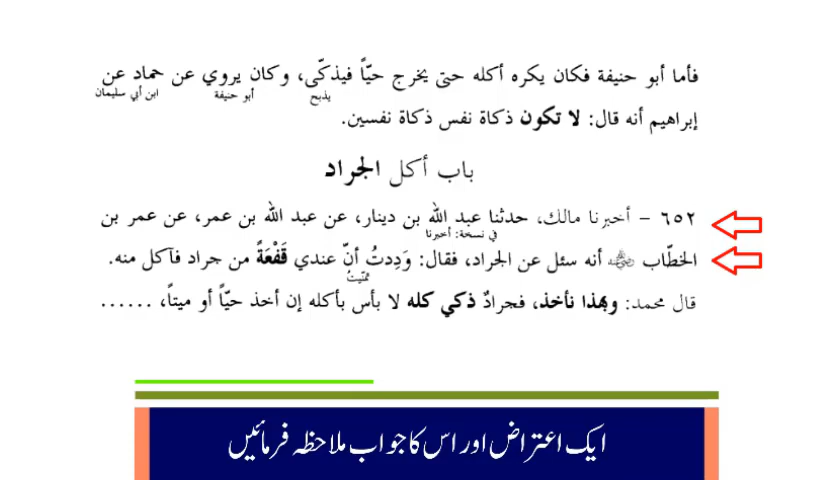 فأما أبو حنيفة فكان يكره أكله حتى يخرج حيّاً فيذكّى، وكان يروي عن حماد عن
يذبح أبو حنيفة ابن أبي سليمان
إبراهيم أنه قال: لا تكون ذكاة نفس ذكاة نفسين.
باب أكل الجراد
٦٥٢ - أخبرنا مالك، حدثنا عبد الله بن دينار، عن عبد الله بن عمر، عن عمر بن
في نسخة: أخبرنا
الخطّاب ﷺ أنه سئل عن الجراد، فقال: وَدِدتُ أنّ عندي قَفْعَةً من جراد فآكل منه.
تمنّيتُ
قال محمد: وبهذا نأخذ، فجرادٌ ذكي كله لا بأس بأكله إن أخذ حيّاً أو ميتاً، ......
ایک اعتراض اور اس کا جواب ملاحظہ فرمائیں